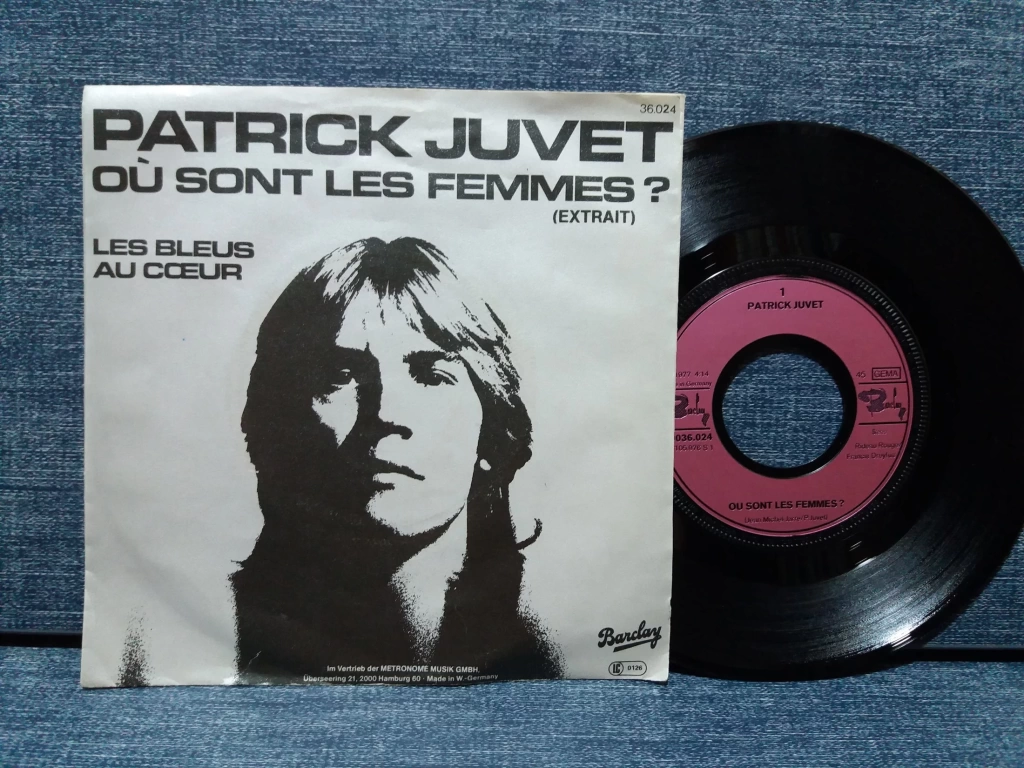 36.024
PATRICK JUVET
OÙ SONT LES FEMMES ?
(EXTRAIT)
LES BLEUS
AU CŒUR
Barclay
Im Vertrieb der METRONOME MUSIK GMBH.
Überseering 21, 2000 Hamburg 60 · Made in W.-Germany
LC 0126
1
PATRICK JUVET
45 GEMA
Barclay
036.024
OU SONT LES FEMMES ?